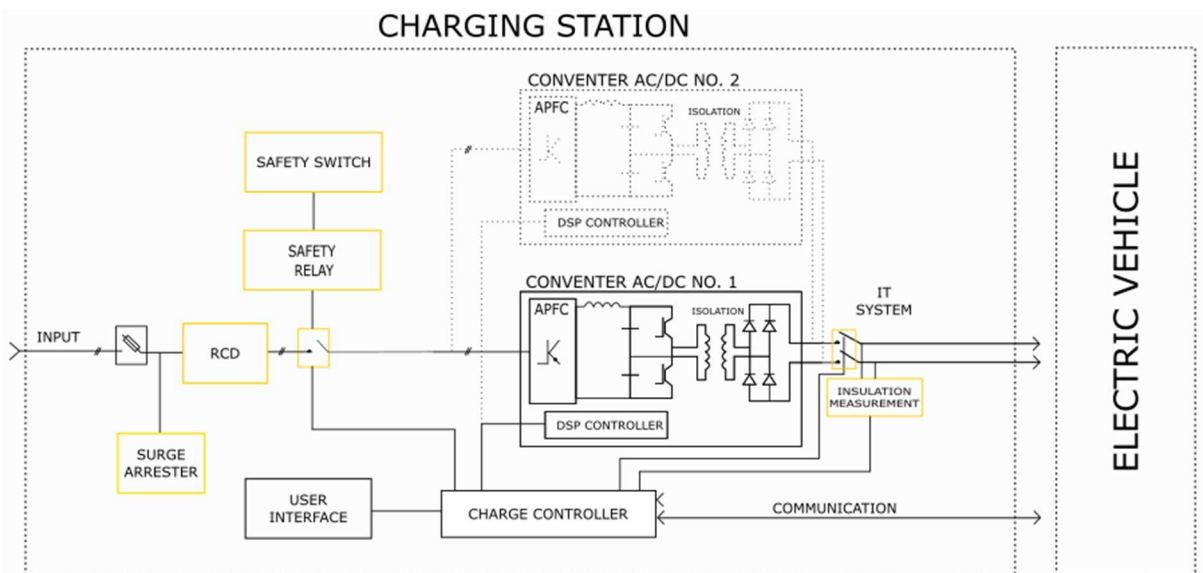 CHARGING STATION
CONVENTER AC/DC NO. 2
APFC
ISOLATION
DSP CONTROLLER
SAFETY SWITCH
SAFETY
RELAY
CONVENTER AC/DC NO. 1
APFC
ISOLATION
DSP CONTROLLER
IT
SYSTEM
INPUT
RCD
INSULATION
MEASUREMENT
SURGE
ARRESTER
USER
INTERFACE
CHARGE CONTROLLER
COMMUNICATION
ELECTRIC VEHICLE